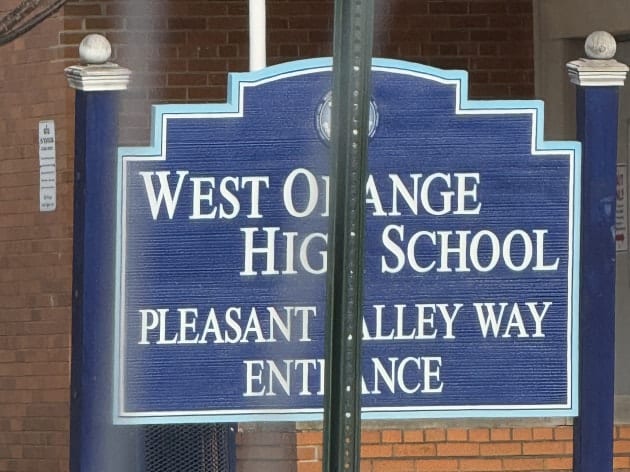 WEST ORANGE
HIGH SCHOOL
PLEASANT VALLEY WAY
ENTRANCE